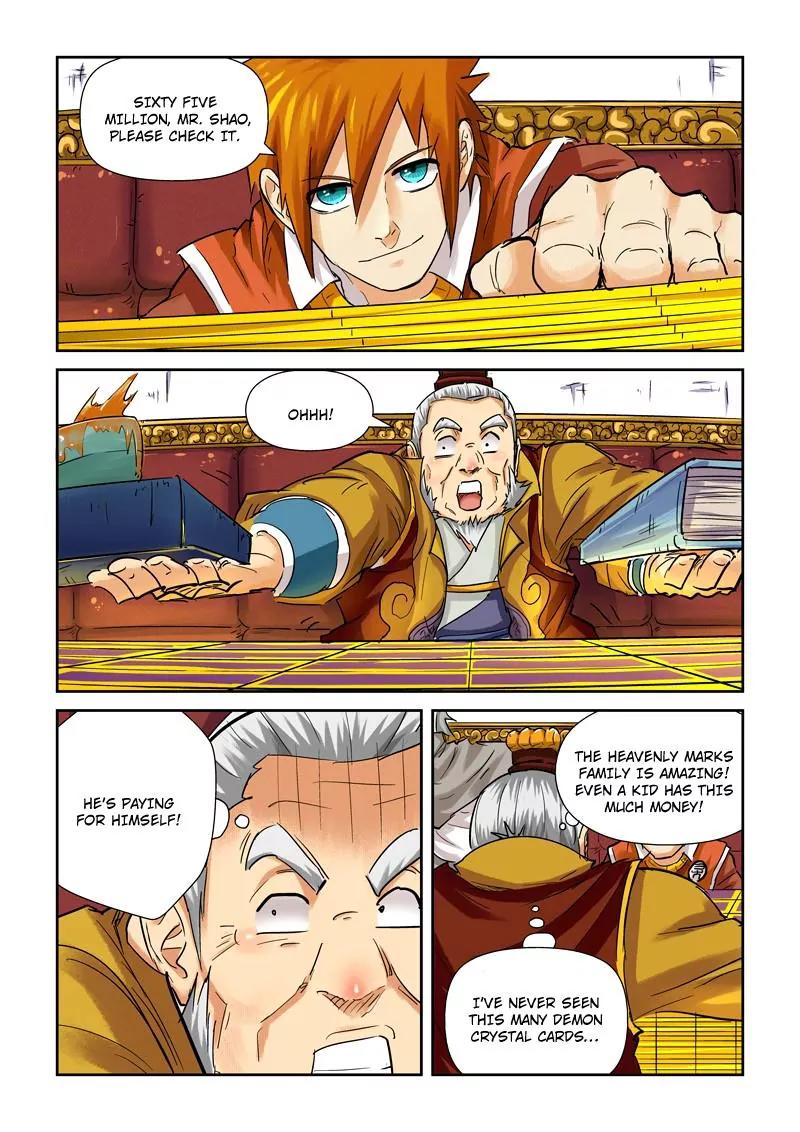 SIXTY FIVE
MILLION, MR. SHAO,
PLEASE CHECK IT.
OHHH!
HE'S PAYING
FOR HIMSELF!
THE HEAVENLY MARKS
FAMILY IS AMAZING!
EVEN A KID HAS THIS
MUCH MONEY!
I'VE NEVER SEEN
THIS MANY DEMON
CRYSTAL CARDS...